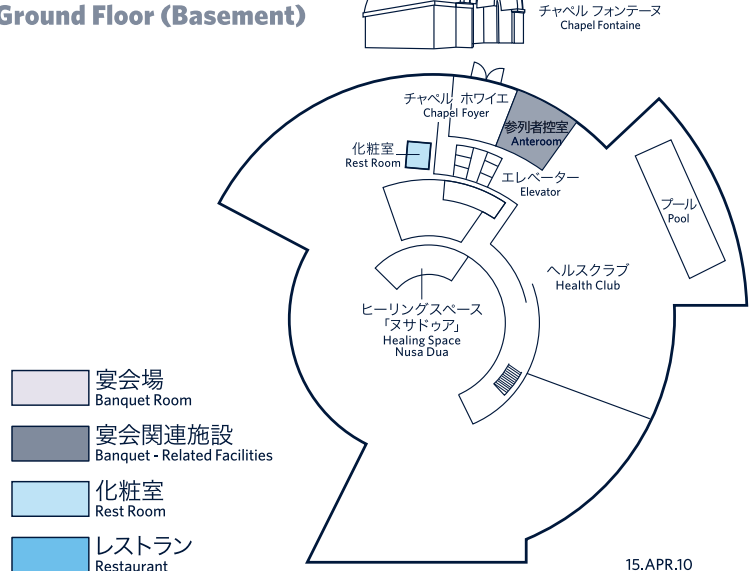 Ground Floor (Basement)
チャペル フォンテーヌ
Chapel Fontaine
チャペル ホワイエ
Chapel Foyer
参列者控室
Anteroom
化粧室
Rest Room
エレベーター
Elevator
プール
Pool
ヘルスクラブ
Health Club
ヒーリングスペース
「ヌサドゥア」
Healing Space
Nusa Dua
宴会場
Banquet Room
宴会関連施設
Banquet - Related Facilities
化粧室
Rest Room
レストラン
Restaurant
15.APR.10